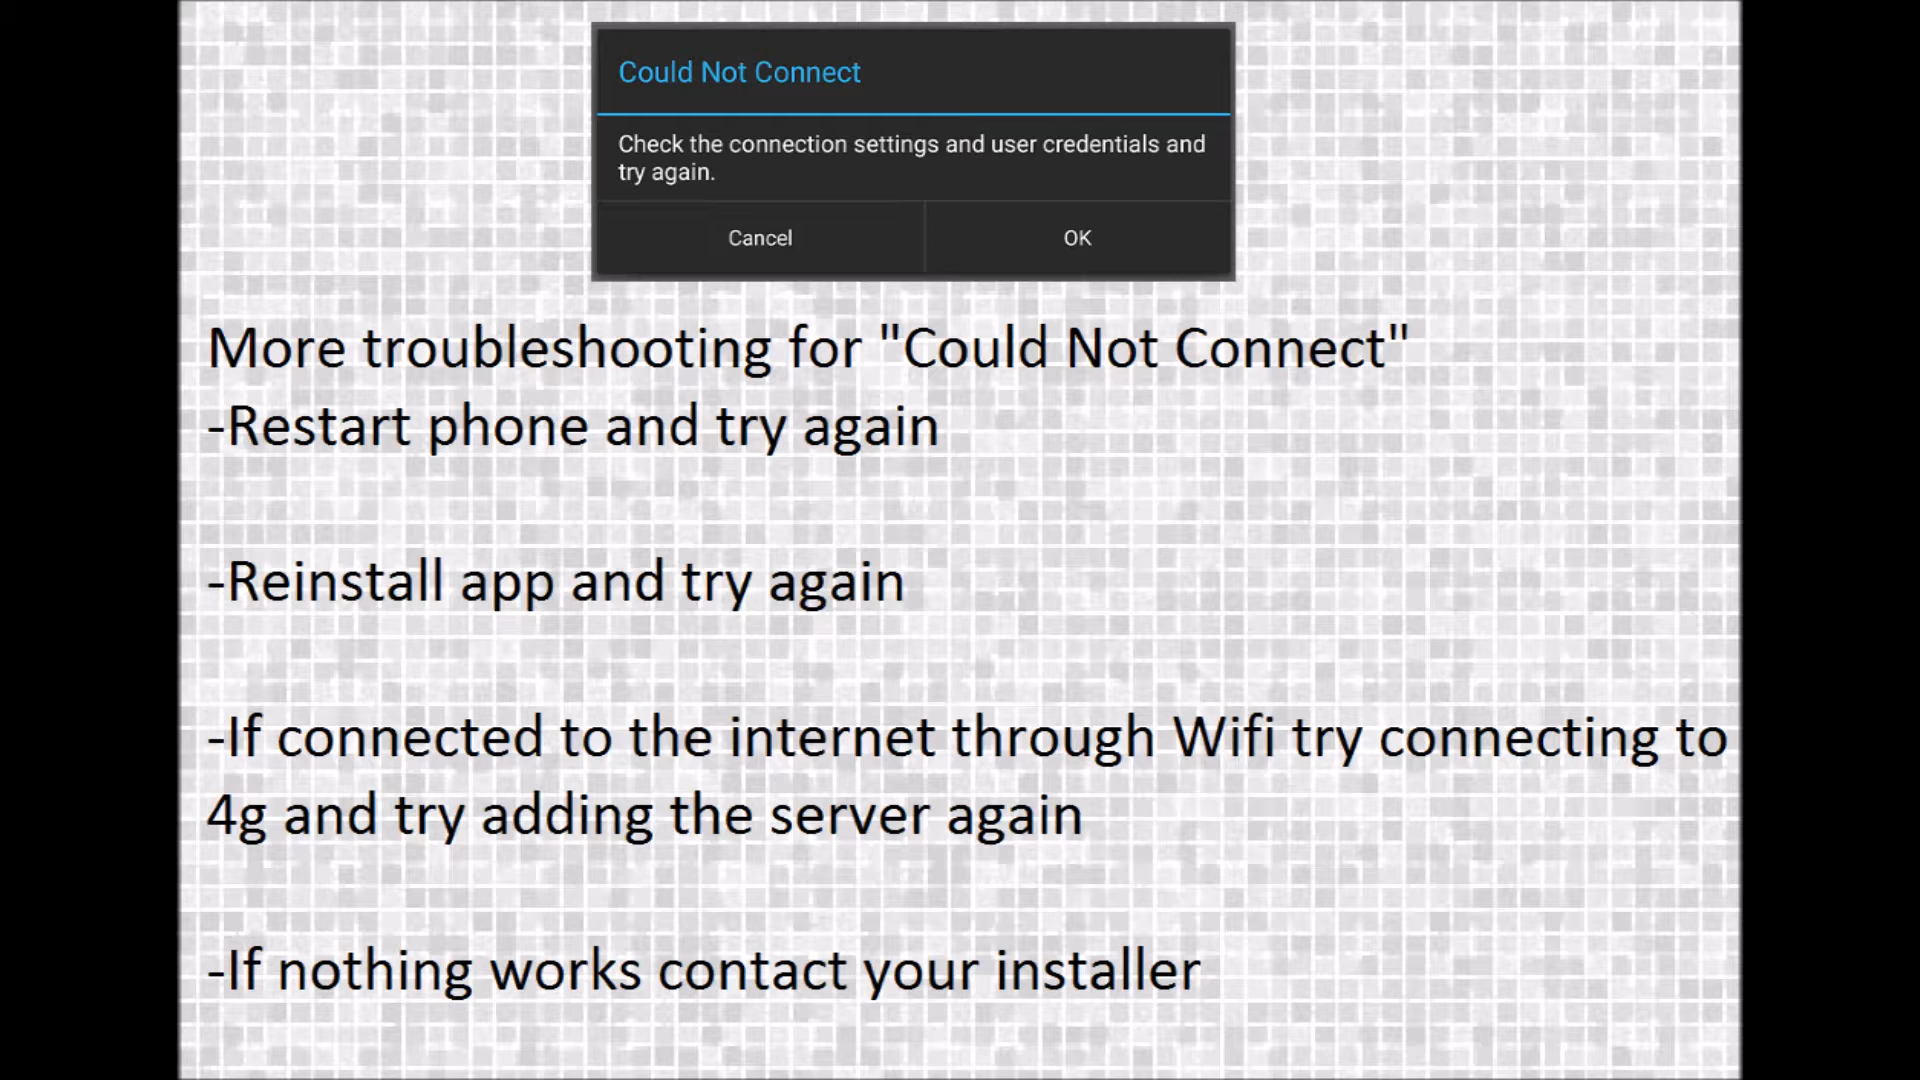 Could Not Connect
Check the connection settings and user credentials and
try again.
Cancel
OK
More troubleshooting for "Could Not Connect"
-Restart phone and try again
-Reinstall app and try again
-If connected to the internet through Wifi try connecting to
4g and try adding the server again
-If nothing works contact your installer